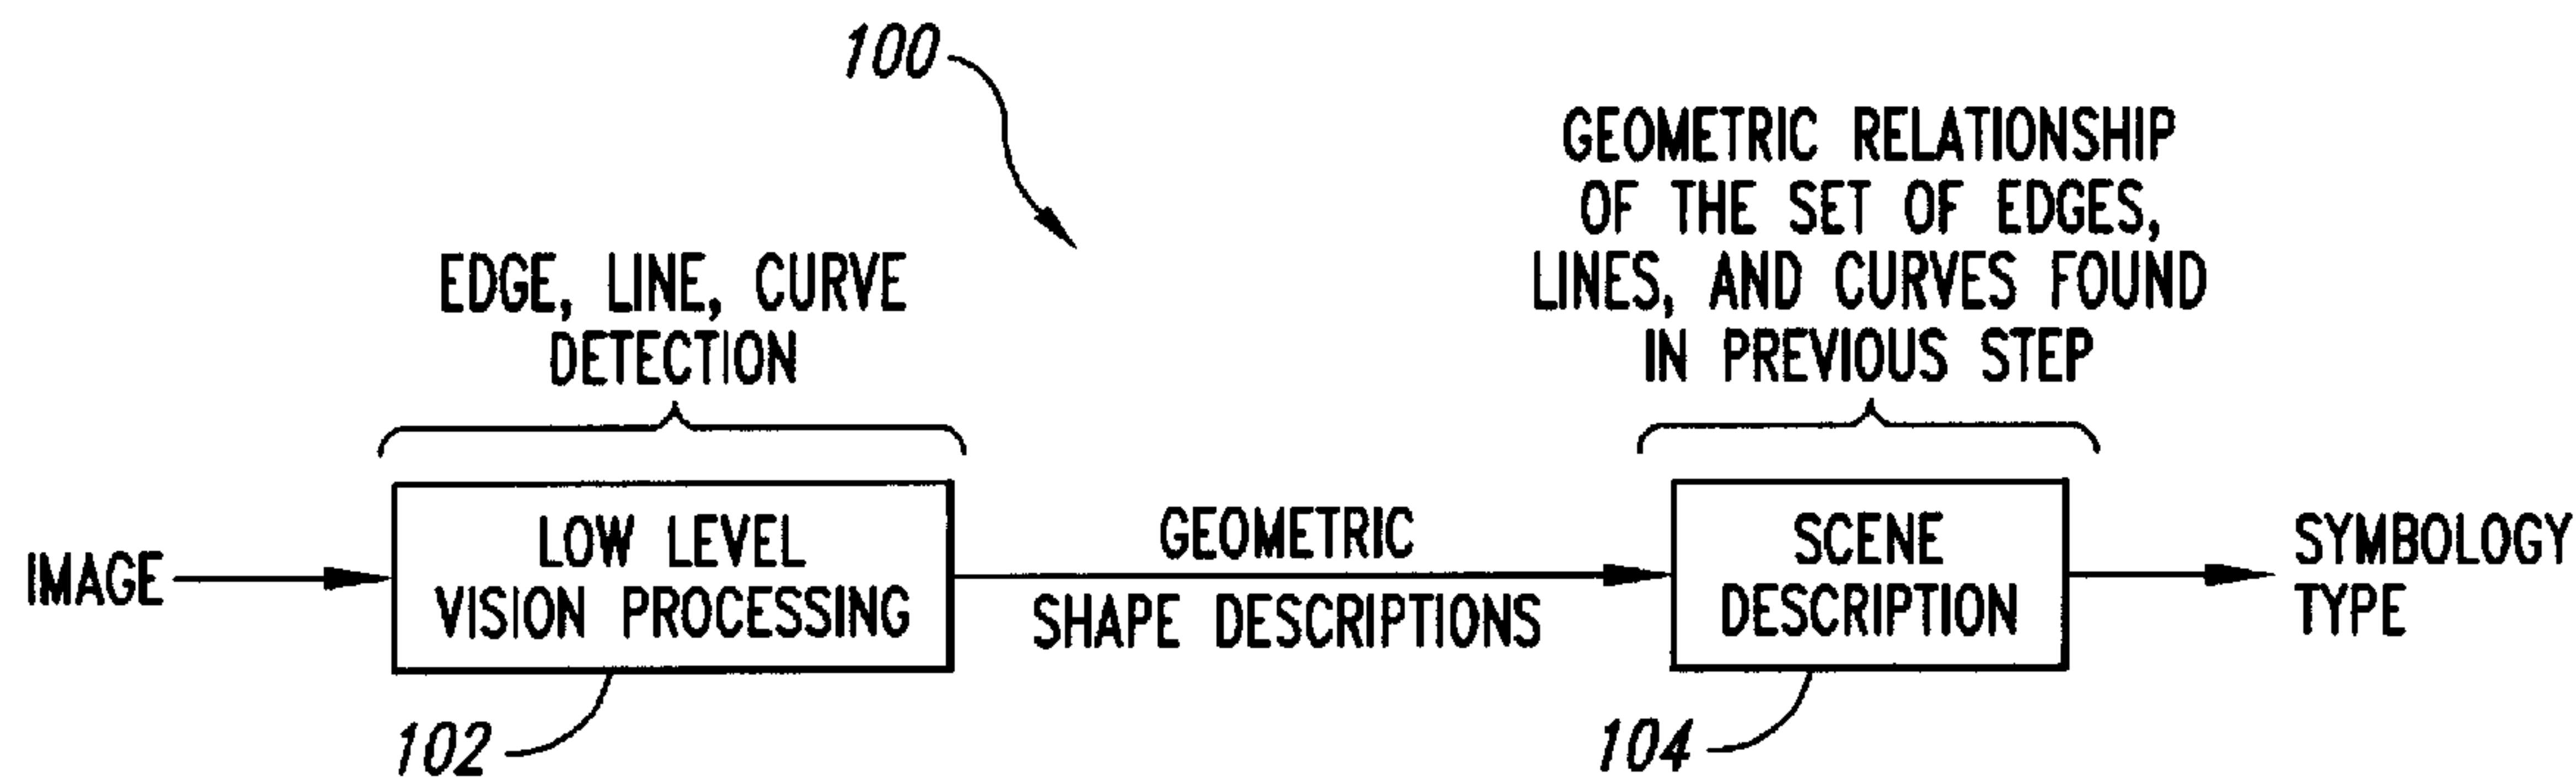 100
EDGE, LINE, CURVE
DETECTION
GEOMETRIC RELATIONSHIP
OF THE SET OF EDGES,
LINES, AND CURVES FOUND
IN PREVIOUS STEP
IMAGE
LOW LEVEL
VISION PROCESSING
102
GEOMETRIC
SHAPE DESCRIPTIONS
SCENE
DESCRIPTION
104
SYMBOLOGY
TYPE